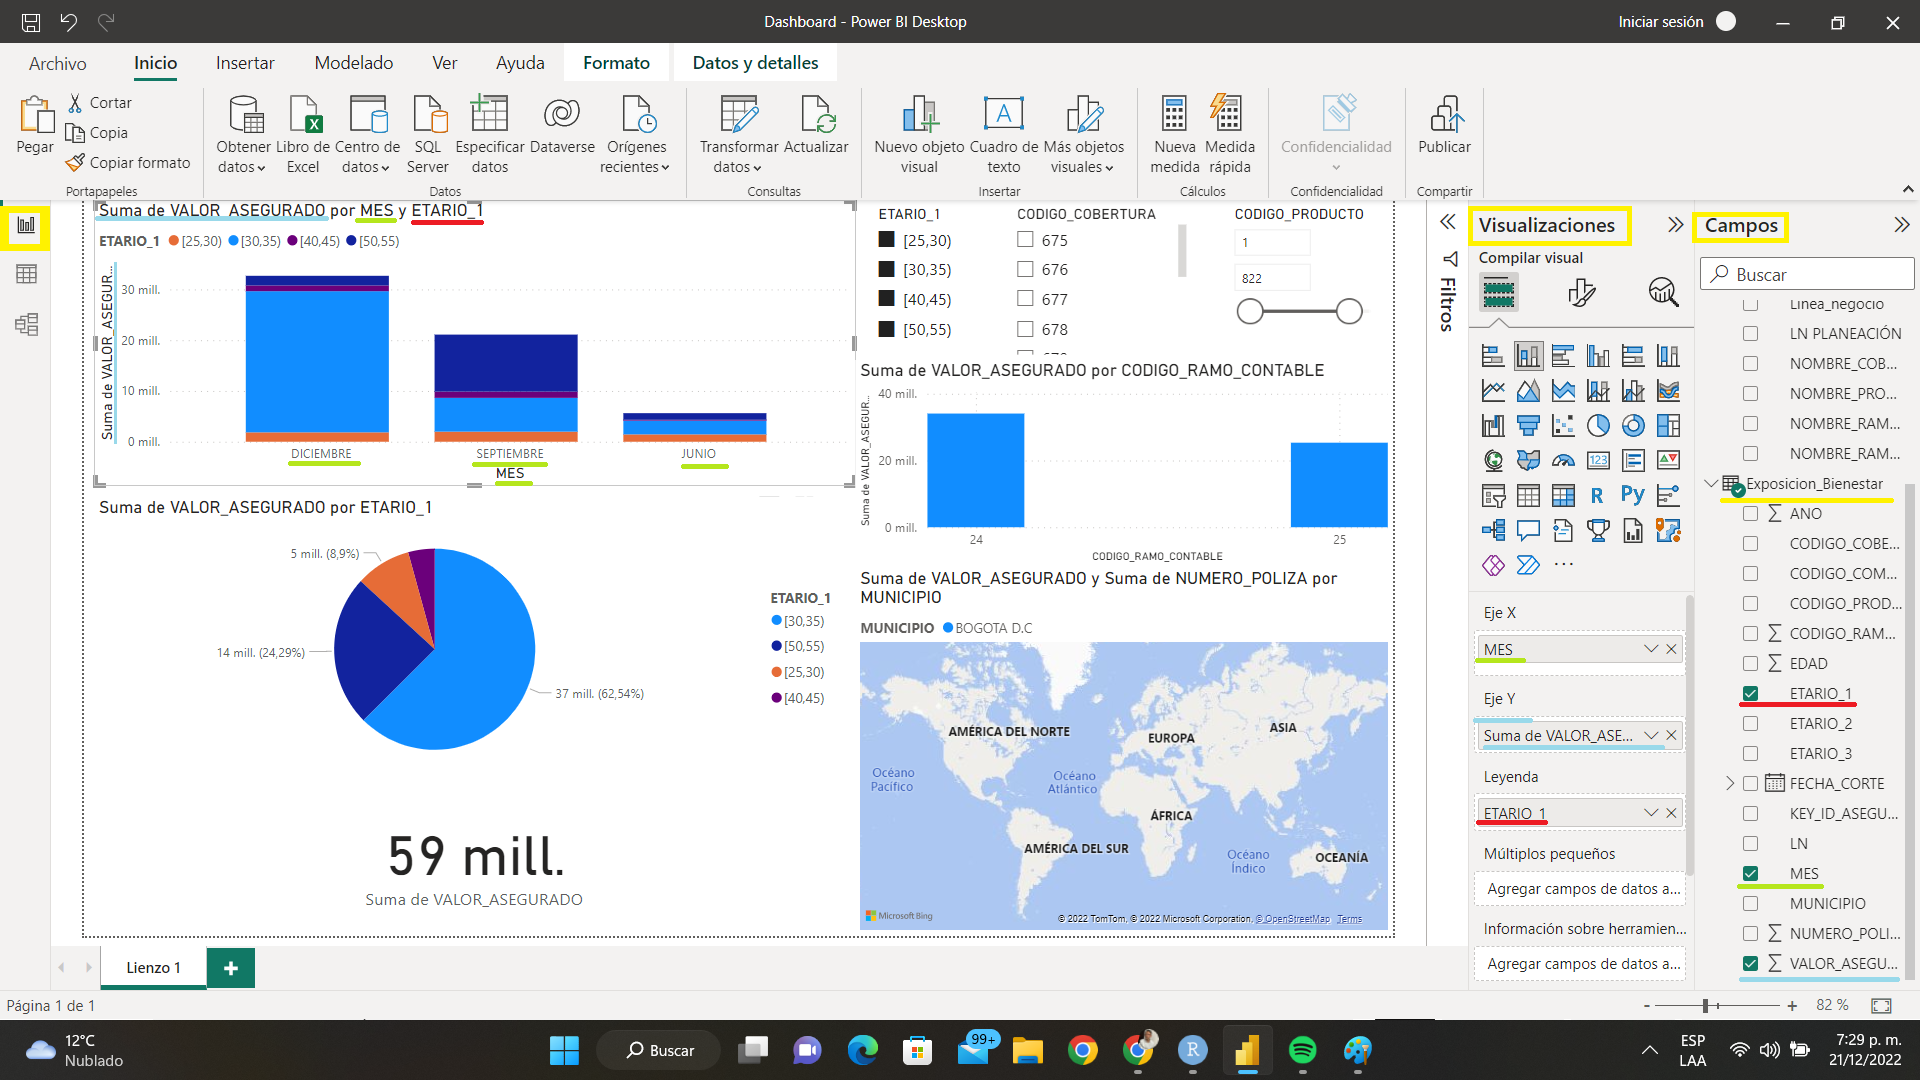 Dashboard - Power BI Desktop
Iniciar sesión
Archivo
Inicio
Insertar
Modelado
Ver
Ayuda
Formato
Datos y detalles
Pegar
Cortar
Copia
Copiar formato
Portapapeles
Obtener datos
Libro de Excel
Centro de datos
SQL Server
Especificar datos
Dataverse
Orígenes recientes
Datos
Transformar datos
Actualizar
Consultas
Nuevo objeto visual
Cuadro de texto
Más objetos visuales
Insertar
Nueva medida
Medida rápida
Cálculos
Confidencialidad
Confidencialidad
Publicar
Compartir
Suma de VALOR_ASEGURADO por MES y ETARIO_1
ETARIO_1 [25,30) [30,35) [40,45) [50,55)
Suma de VALOR_ASEGUR...
30 mill.
20 mill.
10 mill.
0 mill.
DICIEMBRE
SEPTIEMBRE
JUNIO
MES
Suma de VALOR_ASEGURADO por ETARIO_1
5 mill. (8,9%)
14 mill. (24,29%)
37 mill. (62,54%)
ETARIO_1
[30,35)
[50,55)
[25,30)
[40,45)
59 mill.
Suma de VALOR_ASEGURADO
ETARIO_1
[25,30)
[30,35)
[40,45)
[50,55)
CODIGO_COBERTURA
675
676
677
678
CODIGO_PRODUCTO
1
822
Suma de VALOR_ASEGURADO por CODIGO_RAMO_CONTABLE
Suma de VALOR_ASEGUR...
40 mill.
20 mill.
0 mill.
24
25
CODIGO_RAMO_CONTABLE
Suma de VALOR_ASEGURADO y Suma de NUMERO_POLIZA por
MUNICIPIO
MUNICIPIO BOGOTA D.C
AMÉRICA DEL NORTE
EUROPA
ASIA
Océano Pacífico
Océano Atlántico
ÁFRICA
AMÉRICA DEL SUR
Océano Índico
OCEANÍA
Microsoft Bing
© 2022 TomTom, © 2022 Microsoft Corporation, © OpenStreetMap Terms
Filtros
Visualizaciones
Compilar visual
123
R
Py
...
Eje X
MES
Eje Y
Suma de VALOR_ASE...
Leyenda
ETARIO_1
Múltiplos pequeños
Agregar campos de datos a...
Información sobre herramien...
Agregar campos de datos a...
Campos
Buscar
Linea_negocio
LN PLANEACIÓN
NOMBRE_COB...
NOMBRE_PRO...
NOMBRE_RAM...
NOMBRE_RAM...
Exposicion_Bienestar
ANO
CODIGO_COBE...
CODIGO_COM...
CODIGO_PROD...
CODIGO_RAM...
EDAD
ETARIO_1
ETARIO_2
ETARIO_3
FECHA_CORTE
KEY_ID_ASEGU...
LN
MES
MUNICIPIO
NUMERO_POLI...
VALOR_ASEGU...
Lienzo 1
+
Página 1 de 1
- + 82 %
12°C
Nublado
Buscar
99+
R
ESP
LAA
7:29 p. m.
21/12/2022